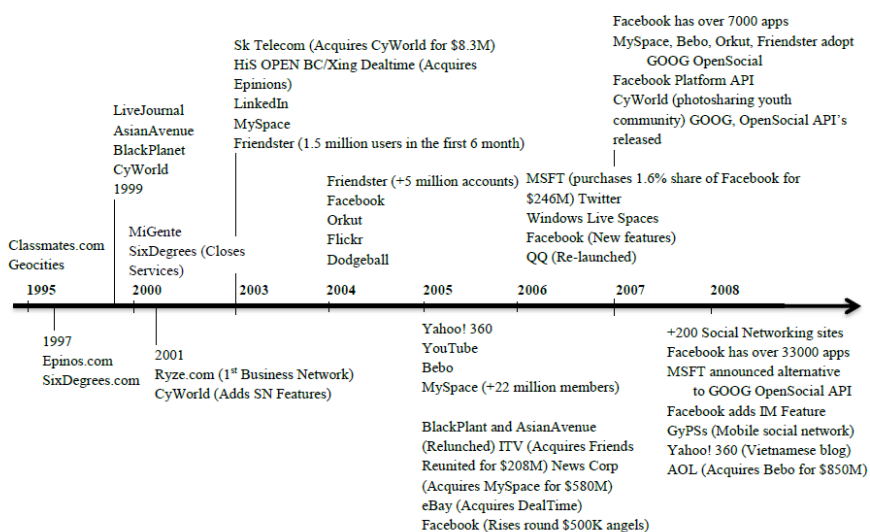 Facebook has over 7000 apps
MySpace, Bebo, Orkut, Friendster adopt
GOOG OpenSocial
Facebook Platform API
CyWorld (photosharing youth
community) GOOG, OpenSocial API's
released
Sk Telecom (Acquires CyWorld for $8.3M)
HiS OPEN BC/Xing Dealtime (Acquires
Epinions)
LinkedIn
MySpace
Friendster (1.5 million users in the first 6 month)
LiveJournal
AsianAvenue
BlackPlanet
CyWorld
1999
Friendster (+5 million accounts)
Facebook
Orkut
Flickr
Dodgeball
MSFT (purchases 1.6% share of Facebook for
$246M) Twitter
Windows Live Spaces
Facebook (New features)
QQ (Re-launched)
MiGente
SixDegrees (Closes
Services)
Classmates.com
Geocities
1995
2000
2003
2004
2005
2006
2007
2008
1997
Epinos.com
SixDegrees.com
2001
Ryze.com (1st Business Network)
CyWorld (Adds SN Features)
Yahoo! 360
YouTube
Bebo
MySpace (+22 million members)
BlackPlant and AsianAvenue
(Relunched) ITV (Acquires Friends
Reunited for $208M) News Corp
(Acquires MySpace for $580M)
eBay (Acquires DealTime)
Facebook (Rises round $500K angels)
+200 Social Networking sites
Facebook has over 33000 apps
MSFT announced alternative
to GOOG OpenSocial API
Facebook adds IM Feature
GyPSs (Mobile social network)
Yahoo! 360 (Vietnamese blog)
AOL (Acquires Bebo for $850M)